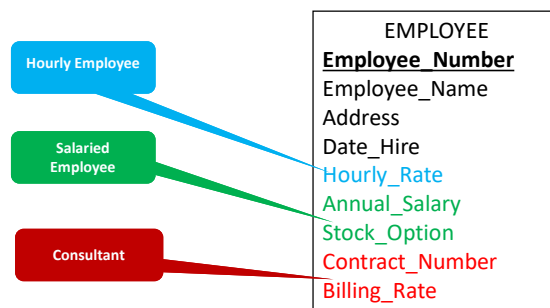 Hourly Employee
Salaried
Employee
Consultant
EMPLOYEE
Employee_Number
Employee_Name
Address
Date_Hire
Hourly_Rate
Annual_Salary
Stock_Option
Contract_Number
Billing_Rate